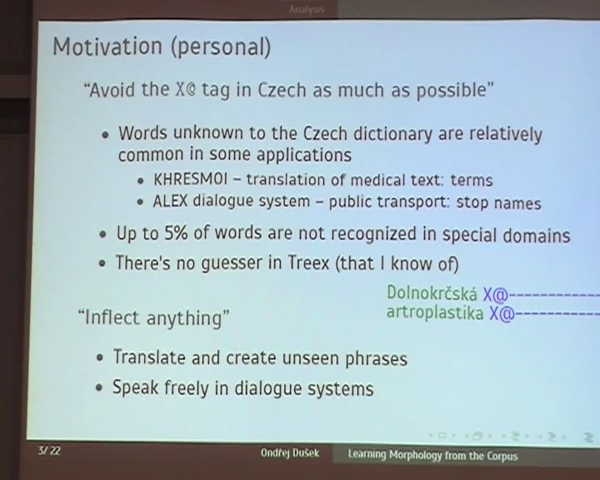 Analysis
Motivation (personal)
“Avoid the X@ tag in Czech as much as possible”
• Words unknown to the Czech dictionary are relatively
common in some applications
• KHRESMOI – translation of medical text: terms
• ALEX dialogue system – public transport: stop names
• Up to 5% of words are not recognized in special domains
• There's no guesser in Treex (that I know of)
Dolnokrčská X@------------
artroplastika X@------------
“Inflect anything”
• Translate and create unseen phrases
• Speak freely in dialogue systems
3/22 Ondřej Dušek Learning Morphology from the Corpus